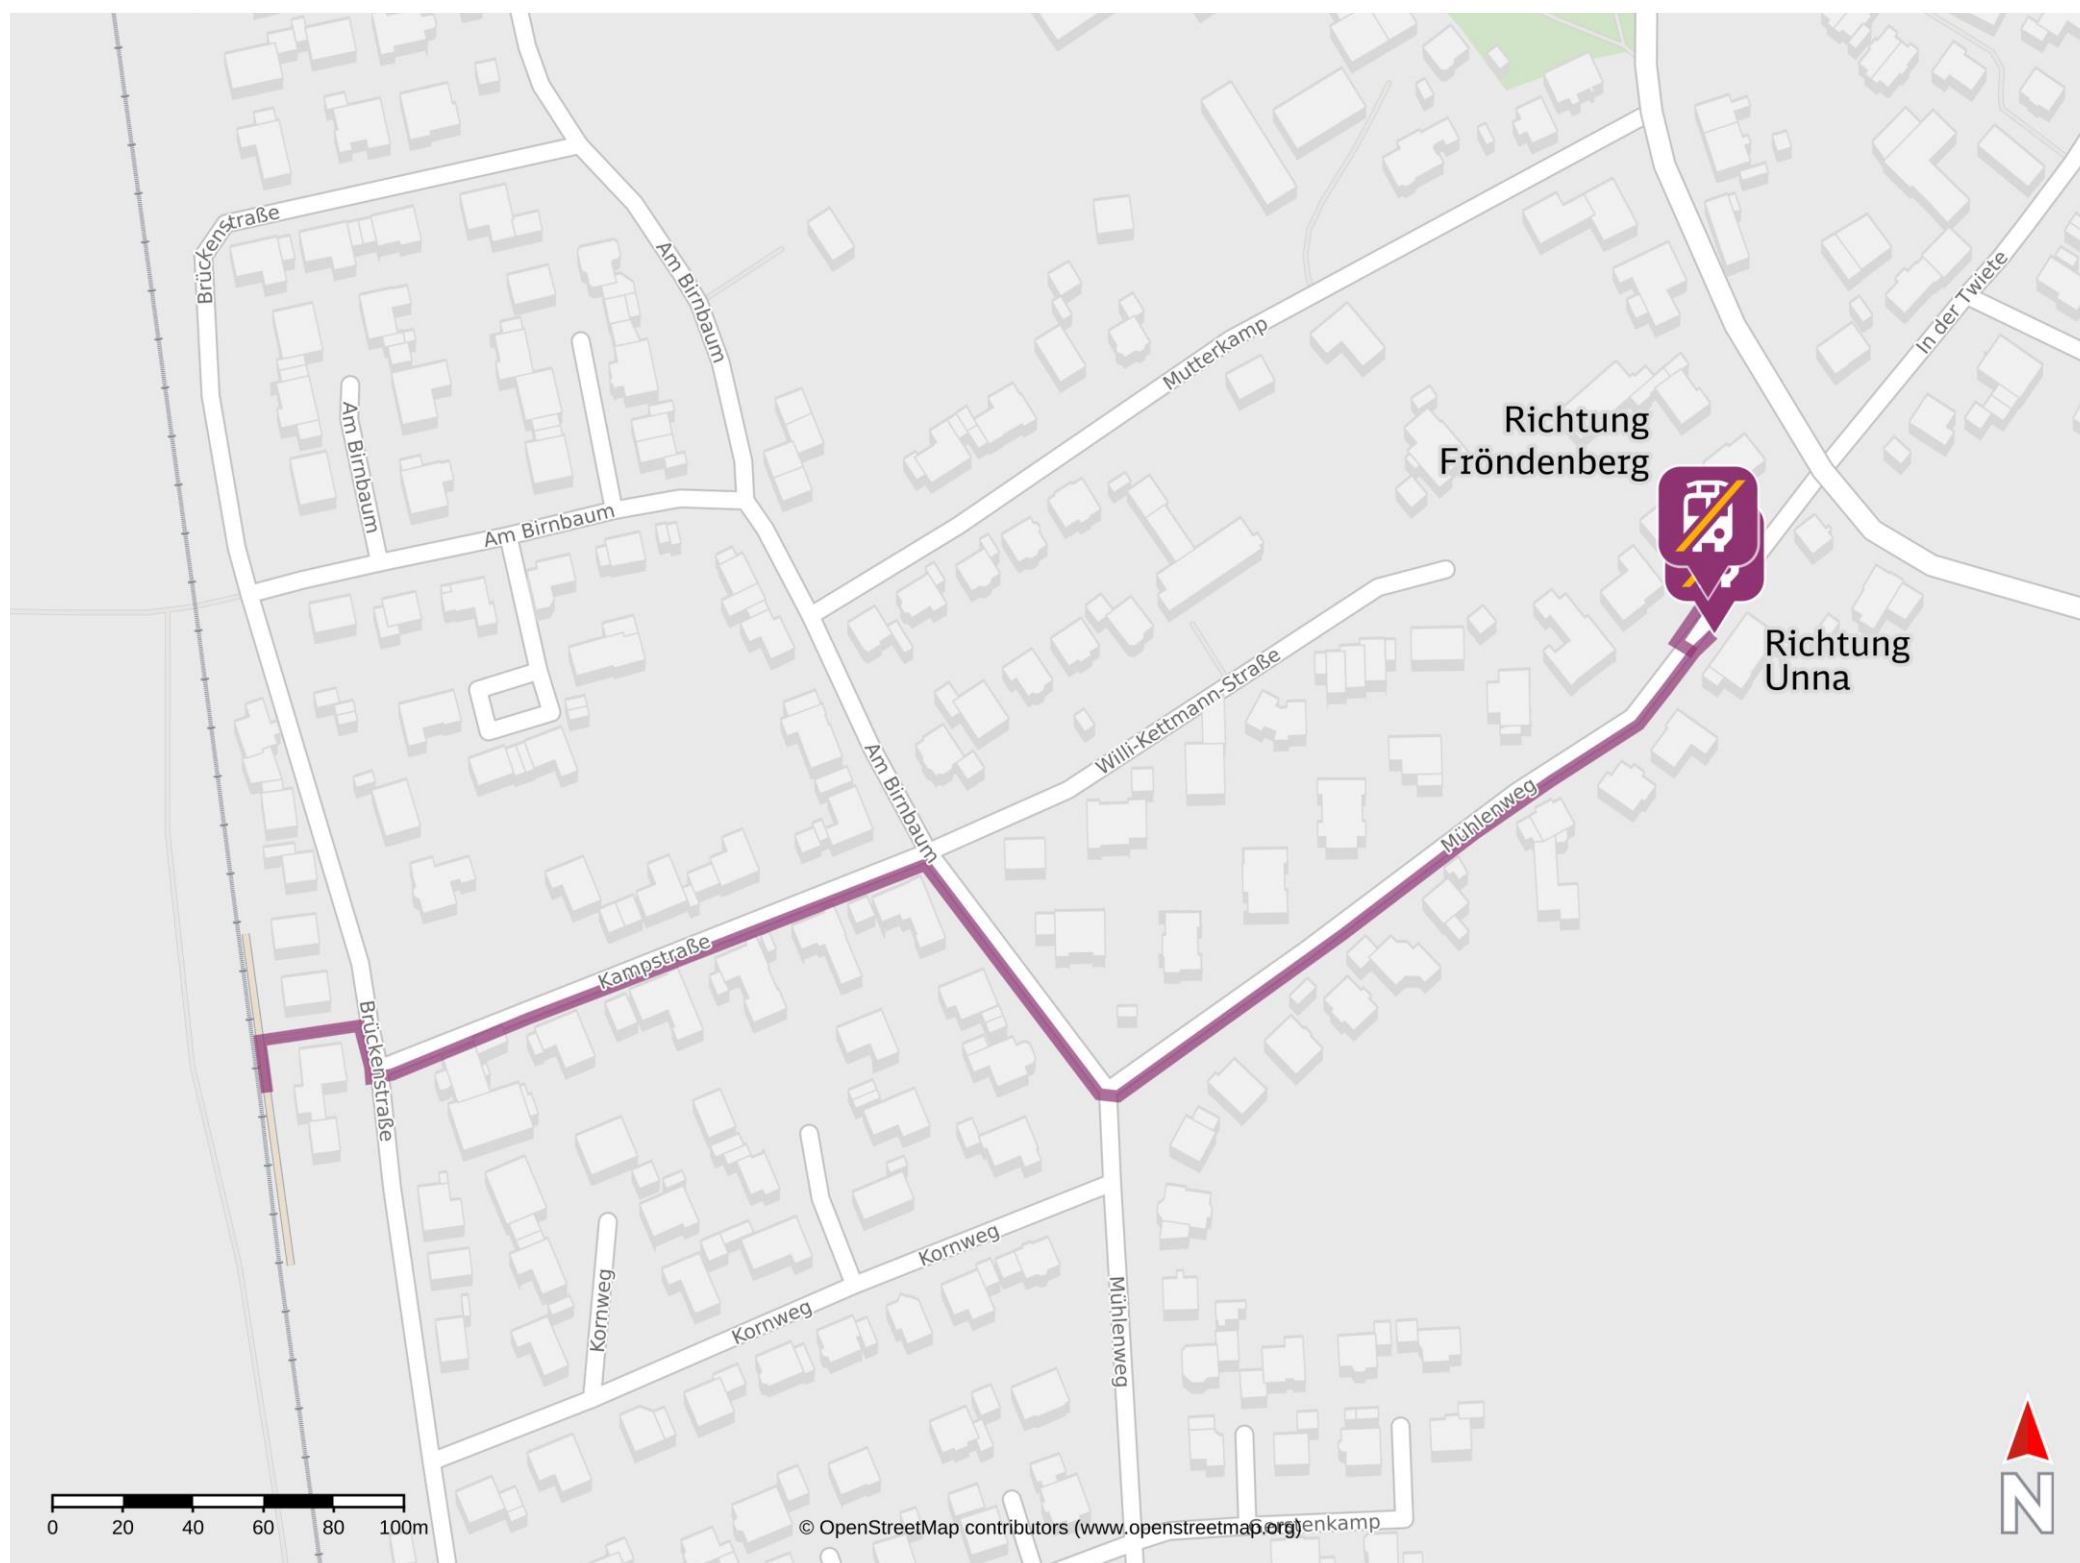 Brückenstraße
Brückenstraße
Am Birnbaum
Mutterkamp
In der Twiete
Am Birnbaum
Am Birnbaum
Richtung
Fröndenberg
Richtung
Unna
Willi-Kettmann-Straße
Am Birnbaum
Mühlenweg
Kampstraße
Brückenstraße
Kornweg
Kornweg
Kornweg
Mühlenweg
0 20 40 60 80 100m
© OpenStreetMap contributors (www.openstreetmap.org)
Gerstenkamp
N